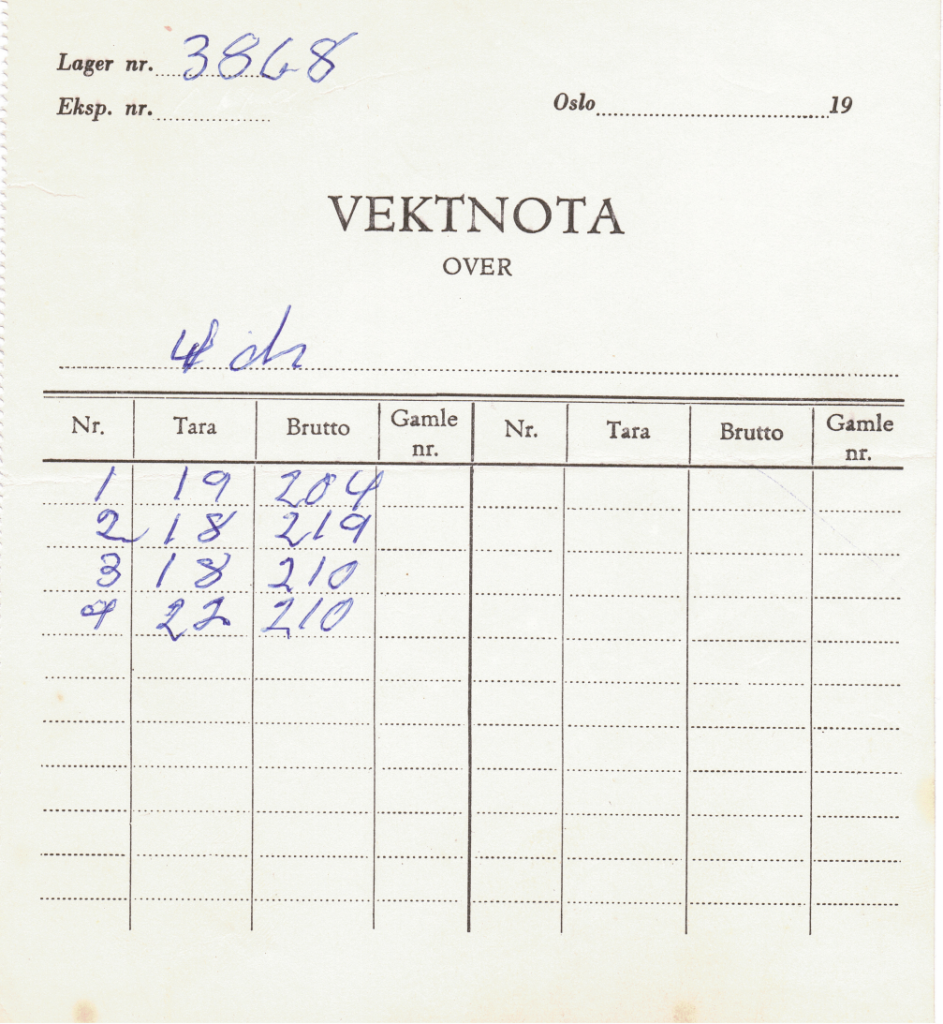 Lager nr. 3868
Eksp. nr.
Oslo 19
VEKTNOTA
OVER
4
Nr. Tara Brutto Gamle nr. Nr. Tara Brutto Gamle nr.
1 19 204
2 18 219
3 18 210
4 22 210